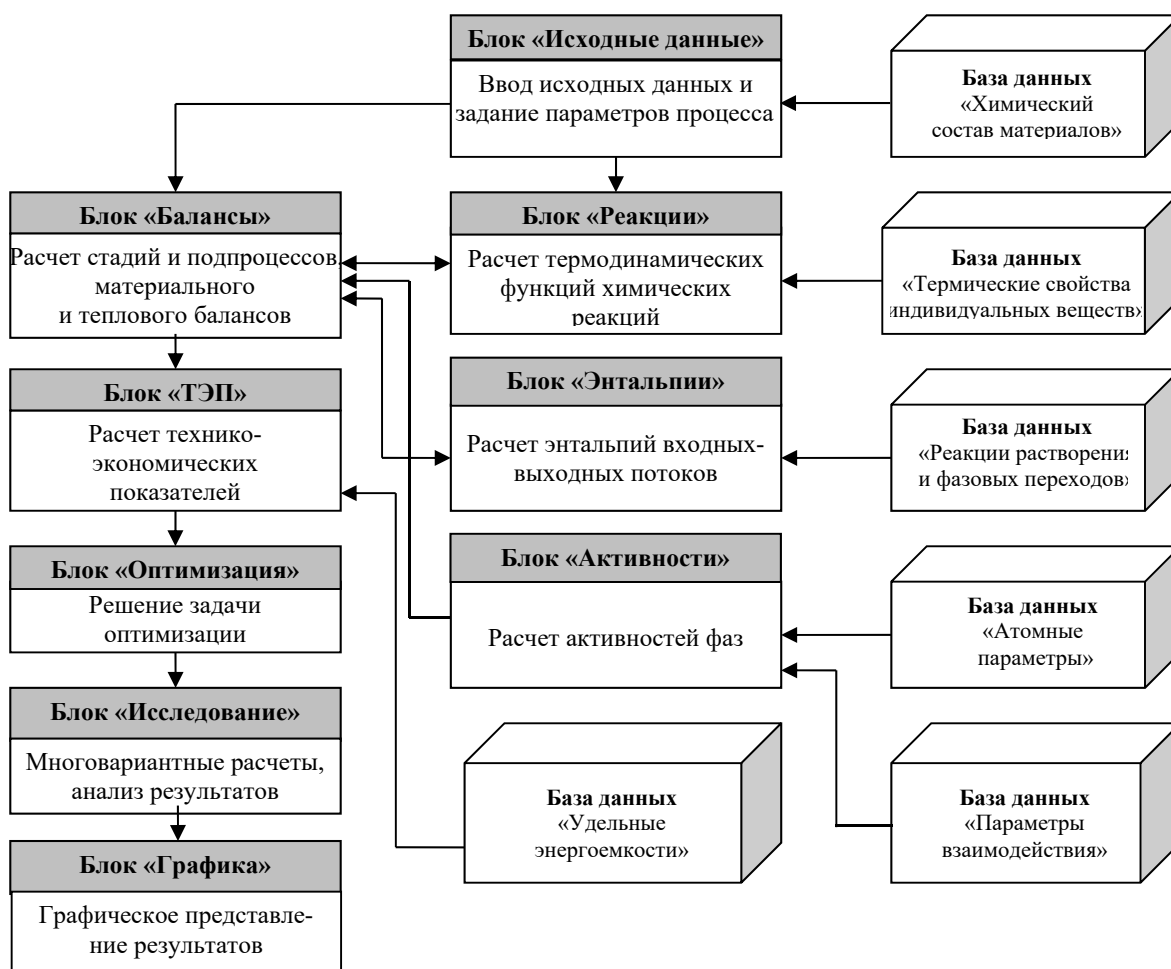 Блок «Исходные данные»
Ввод исходных данных и
задание параметров процесса
База данных
«Химический
состав материалов»
Блок «Балансы»
Расчет стадий и подпроцессов,
материального
и теплового балансов
Блок «Реакции»
Расчет термодинамических
функций химических
реакций
База данных
«Термические свойства
индивидуальных веществ»
Блок «ТЭП»
Расчет технико-
экономических
показателей
Блок «Энтальпии»
Расчет энтальпий входных-
выходных потоков
База данных
«Реакции растворения
и фазовых переходов»
Блок «Оптимизация»
Решение задачи
оптимизации
Блок «Активности»
Расчет активностей фаз
База данных
«Атомные
параметры»
Блок «Исследование»
Многовариантные расчеты,
анализ результатов
База данных
«Удельные
энергоемкости»
База данных
«Параметры
взаимодействия»
Блок «Графика»
Графическое представле-
ние результатов